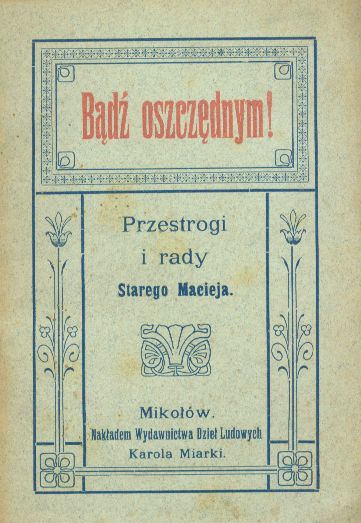 Bądź oszczędnym!
Przestrogi
i rady
Starego Macieja.
Mikołów.
Nakładem Wydawnictwa Dzieł Ludowych
Karola Miarki.